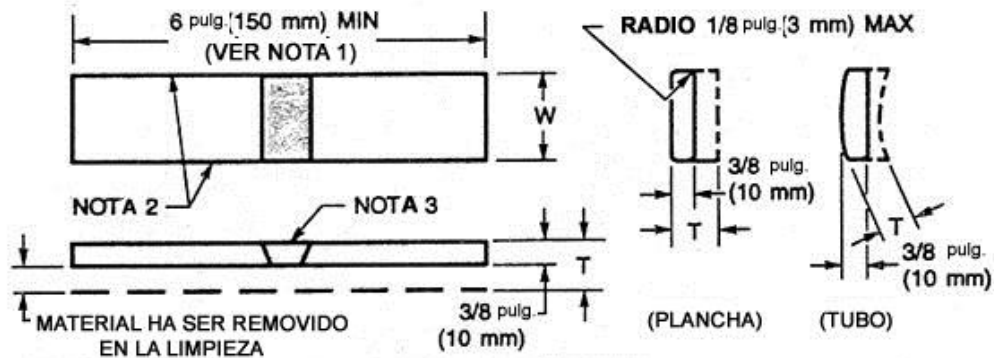 6 pulg.(150 mm) MIN
(VER NOTA 1)
RADIO 1/8 pulg.(3 mm) MAX
W
3/8 pulg.
(10 mm)
T
T
3/8 pulg.
(10 mm)
NOTA 2
NOTA 3
T
3/8 pulg.
(10 mm)
MATERIAL HA SER REMOVIDO
EN LA LIMPIEZA
(PLANCHA)
(TUBO)